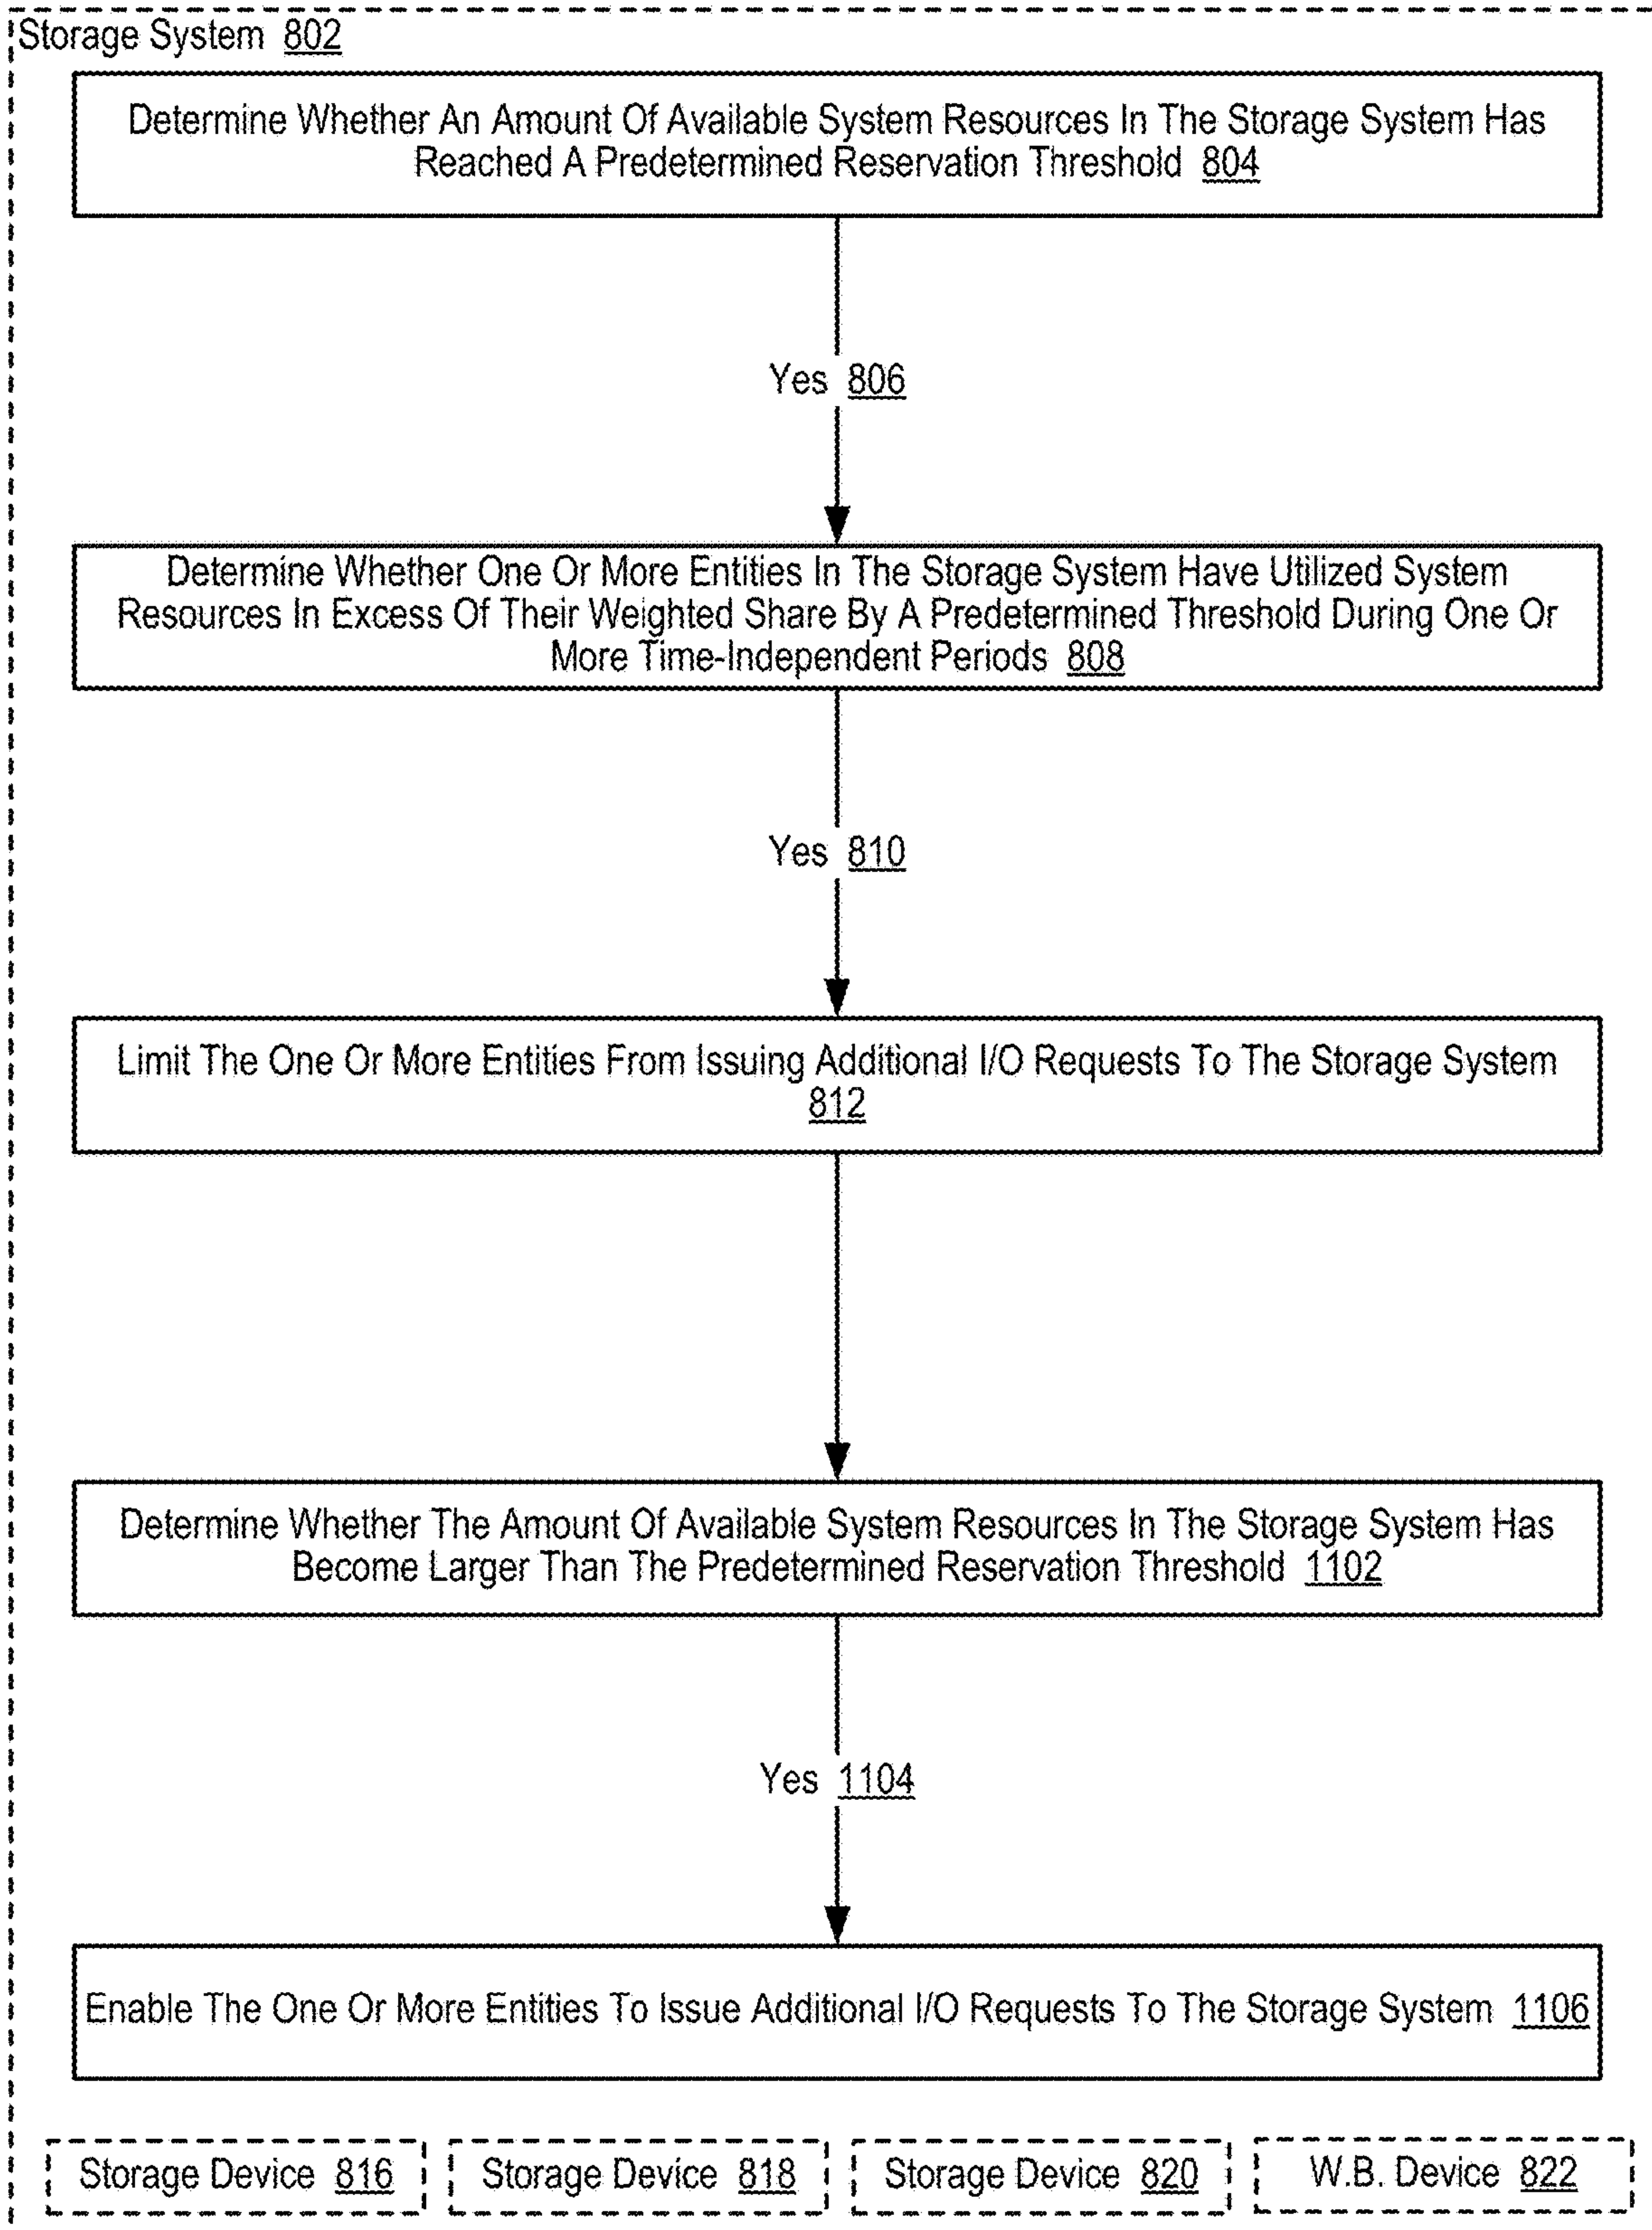 Storage System 802
Determine Whether An Amount Of Available System Resources In The Storage System Has
Reached A Predetermined Reservation Threshold 804
Yes 806
Determine Whether One Or More Entities In The Storage System Have Utilized System
Resources In Excess Of Their Weighted Share By A Predetermined Threshold During One Or
More Time-Independent Periods 808
Yes 810
Limit The One Or More Entities From Issuing Additional I/O Requests To The Storage System
812
Determine Whether The Amount Of Available System Resources In The Storage System Has
Become Larger Than The Predetermined Reservation Threshold 1102
Yes 1104
Enable The One Or More Entities To Issue Additional I/O Requests To The Storage System 1106
Storage Device 816
Storage Device 818
Storage Device 820
W.B. Device 822